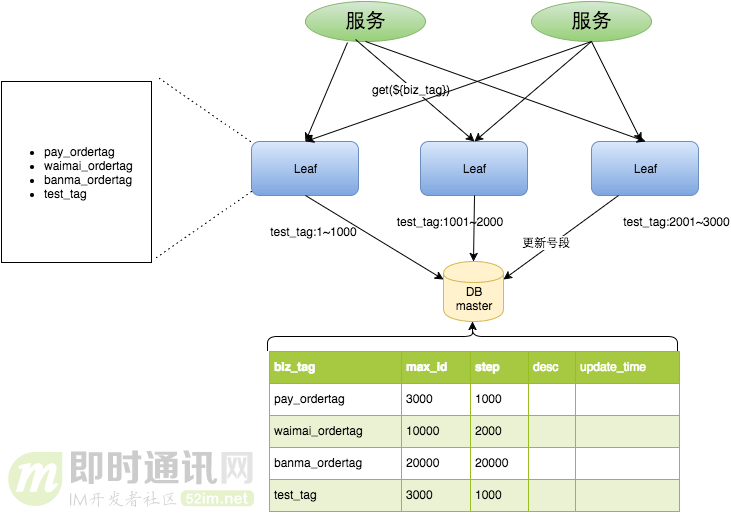 服务
服务
get(${biz_tag})
pay_ordertag
waimai_ordertag
banma_ordertag
test_tag
Leaf
Leaf
Leaf
test_tag:1~1000
test_tag:1001~2000
test_tag:2001~3000
更新号段
DB
master
biz_tag max_id step desc update_time
pay_ordertag 3000 1000
waimai_ordertag 10000 2000
banma_ordertag 20000 20000
test_tag 3000 1000
m
即时通讯网
IM开发者社区 52im.net